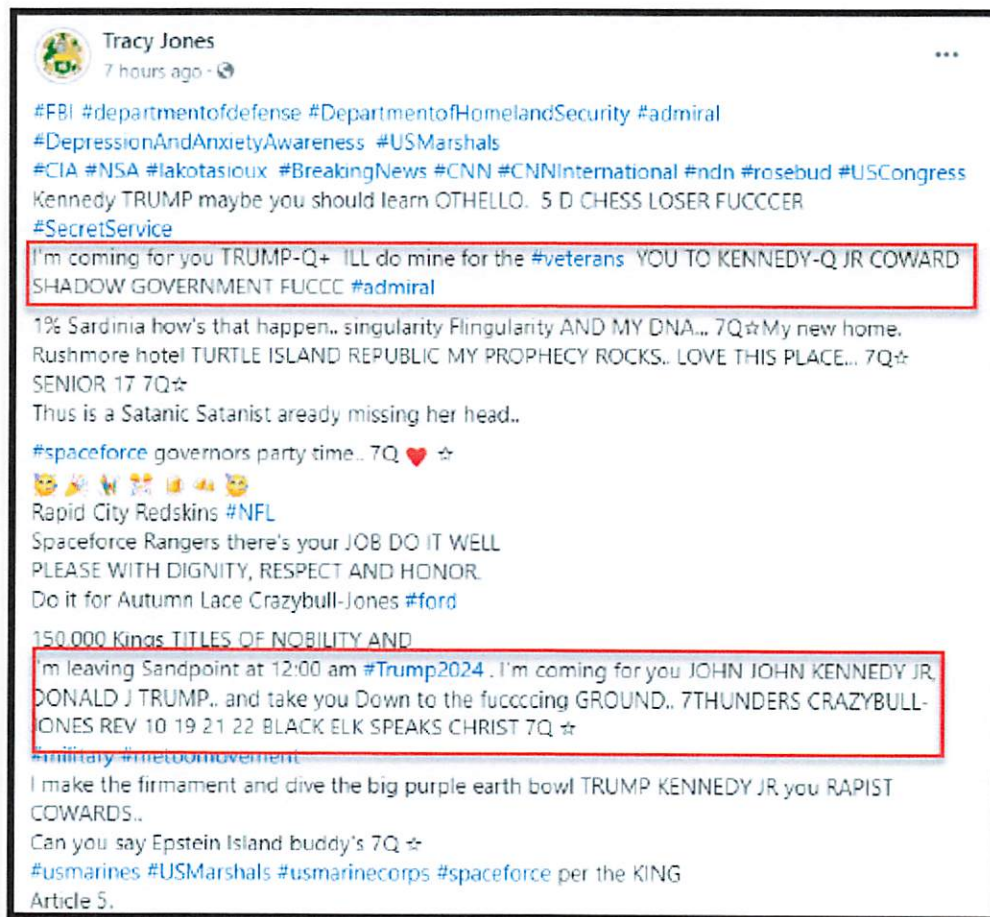 Tracy Jones
7 hours ago ·
#FBI #departmentofdefense #DepartmentofHomelandSecurity #admiral
#DepressionAndAnxietyAwareness #USMarshals
#CIA #NSA #lakotasioux #BreakingNews #CNN #CNNInternational #ndn #rosebud #USCongress
Kennedy TRUMP maybe you should learn OTHELLO. 5 D CHESS LOSER FUCCCER
#SecretService
I'm coming for you TRUMP-Q+ ILL do mine for the #veterans YOU TO KENNEDY-Q JR COWARD
SHADOW GOVERNMENT FUCCC #admiral
1% Sardinia how's that happen.. singularity Flingularity AND MY DNA... 7Q☆My new home.
Rushmore hotel TURTLE ISLAND REPUBLIC MY PROPHECY ROCKS.. LOVE THIS PLACE... 7Q☆
SENIOR 17 7Q☆
Thus is a Satanic Satanist aready missing her head..
#spaceforce governors party time.. 7Q ❤ ☆
Rapid City Redskins #NFL
Spaceforce Rangers there's your JOB DO IT WELL
PLEASE WITH DIGNITY, RESPECT AND HONOR.
Do it for Autumn Lace Crazybull-Jones #ford
150,000 Kings TITLES OF NOBILITY AND
I'm leaving Sandpoint at 12:00 am #Trump2024 . I'm coming for you JOHN JOHN KENNEDY JR,
DONALD J TRUMP.. and take you Down to the fucccccing GROUND.. 7THUNDERS CRAZYBULL-
JONES REV 10 19 21 22 BLACK ELK SPEAKS CHRIST 7Q ☆
#military #metoomovement
I make the firmament and dive the big purple earth bowl TRUMP KENNEDY JR you RAPIST
COWARDS..
Can you say Epstein Island buddy's 7Q ☆
#usmarines #USMarshals #usmarinecorps #spaceforce per the KING
Article 5.